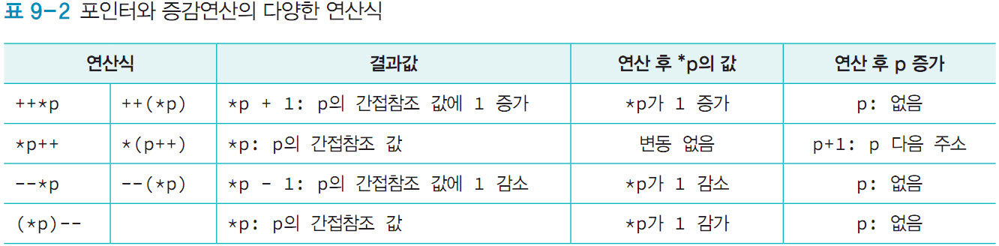 표 9-2 포인터와 증감연산의 다양한 연산식
연산식 결과값 연산 후 *p의 값 연산 후 p 증가
++*p ++(*p) *p + 1: p의 간접참조 값에 1 증가 *p가 1 증가 p: 없음
*p++ *(p++) *p: p의 간접참조 값 변동 없음 p+1: p 다음 주소
--*p --(*p) *p - 1: p의 간접참조 값에 1 감소 *p가 1 감소 p: 없음
(*p)-- *p: p의 간접참조 값 *p가 1 감가 p: 없음